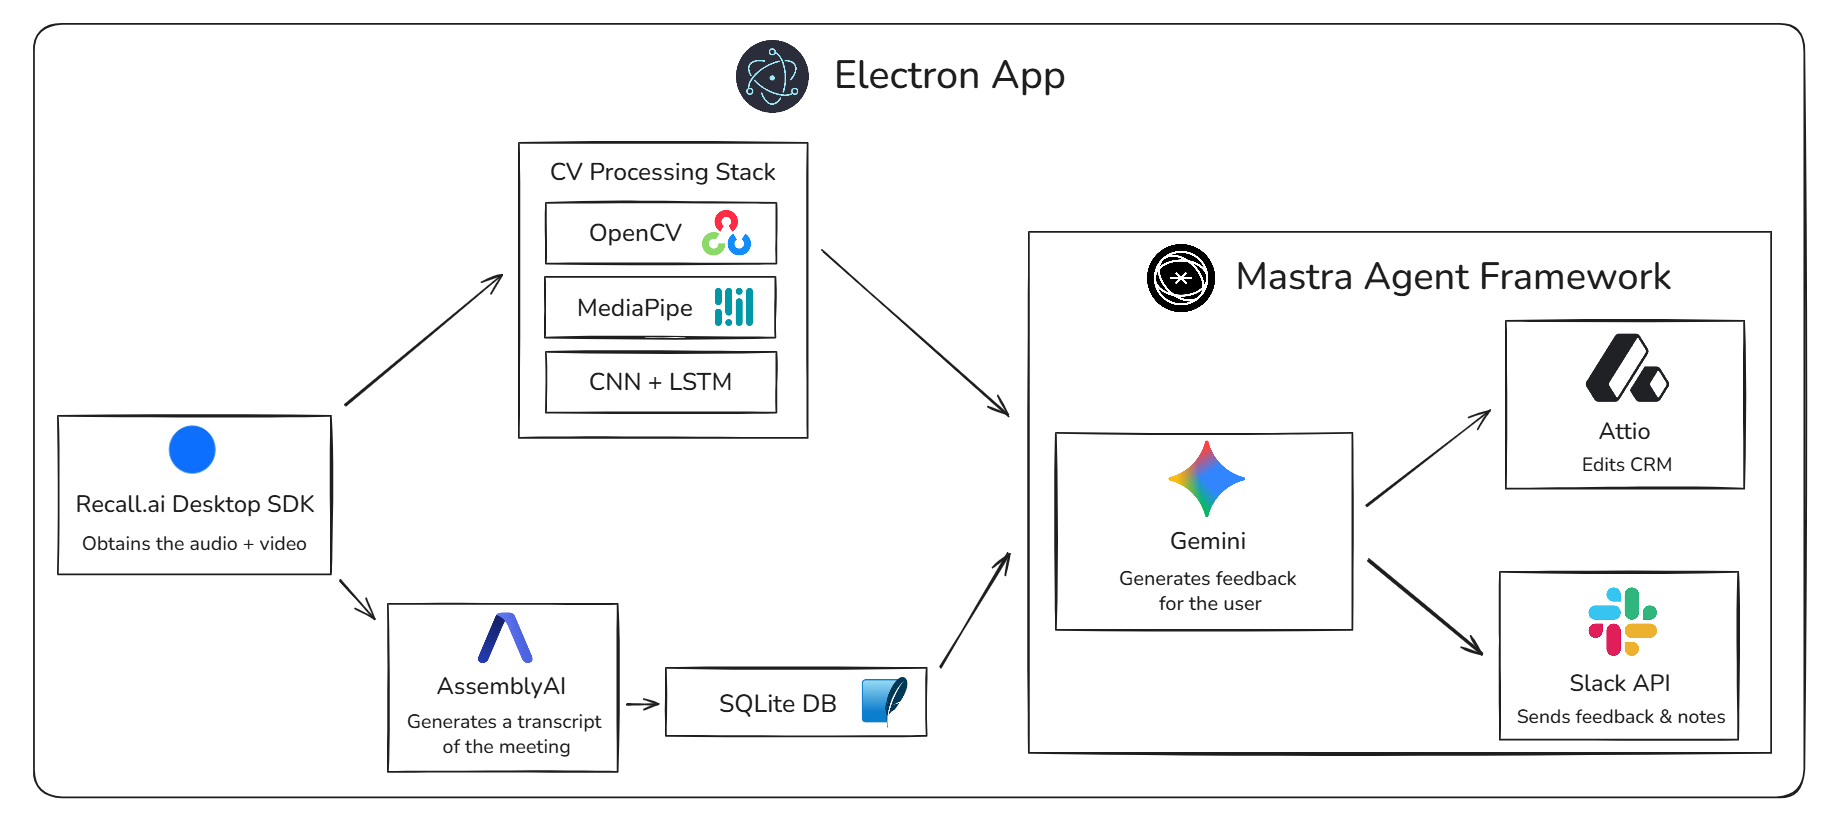 Electron App
CV Processing Stack
OpenCV
MediaPipe
CNN + LSTM
Recall.ai Desktop SDK
Obtains the audio + video
AssemblyAI
Generates a transcript
of the meeting
SQLite DB
Mastra Agent Framework
Gemini
Generates feedback
for the user
Attio
Edits CRM
Slack API
Sends feedback & notes